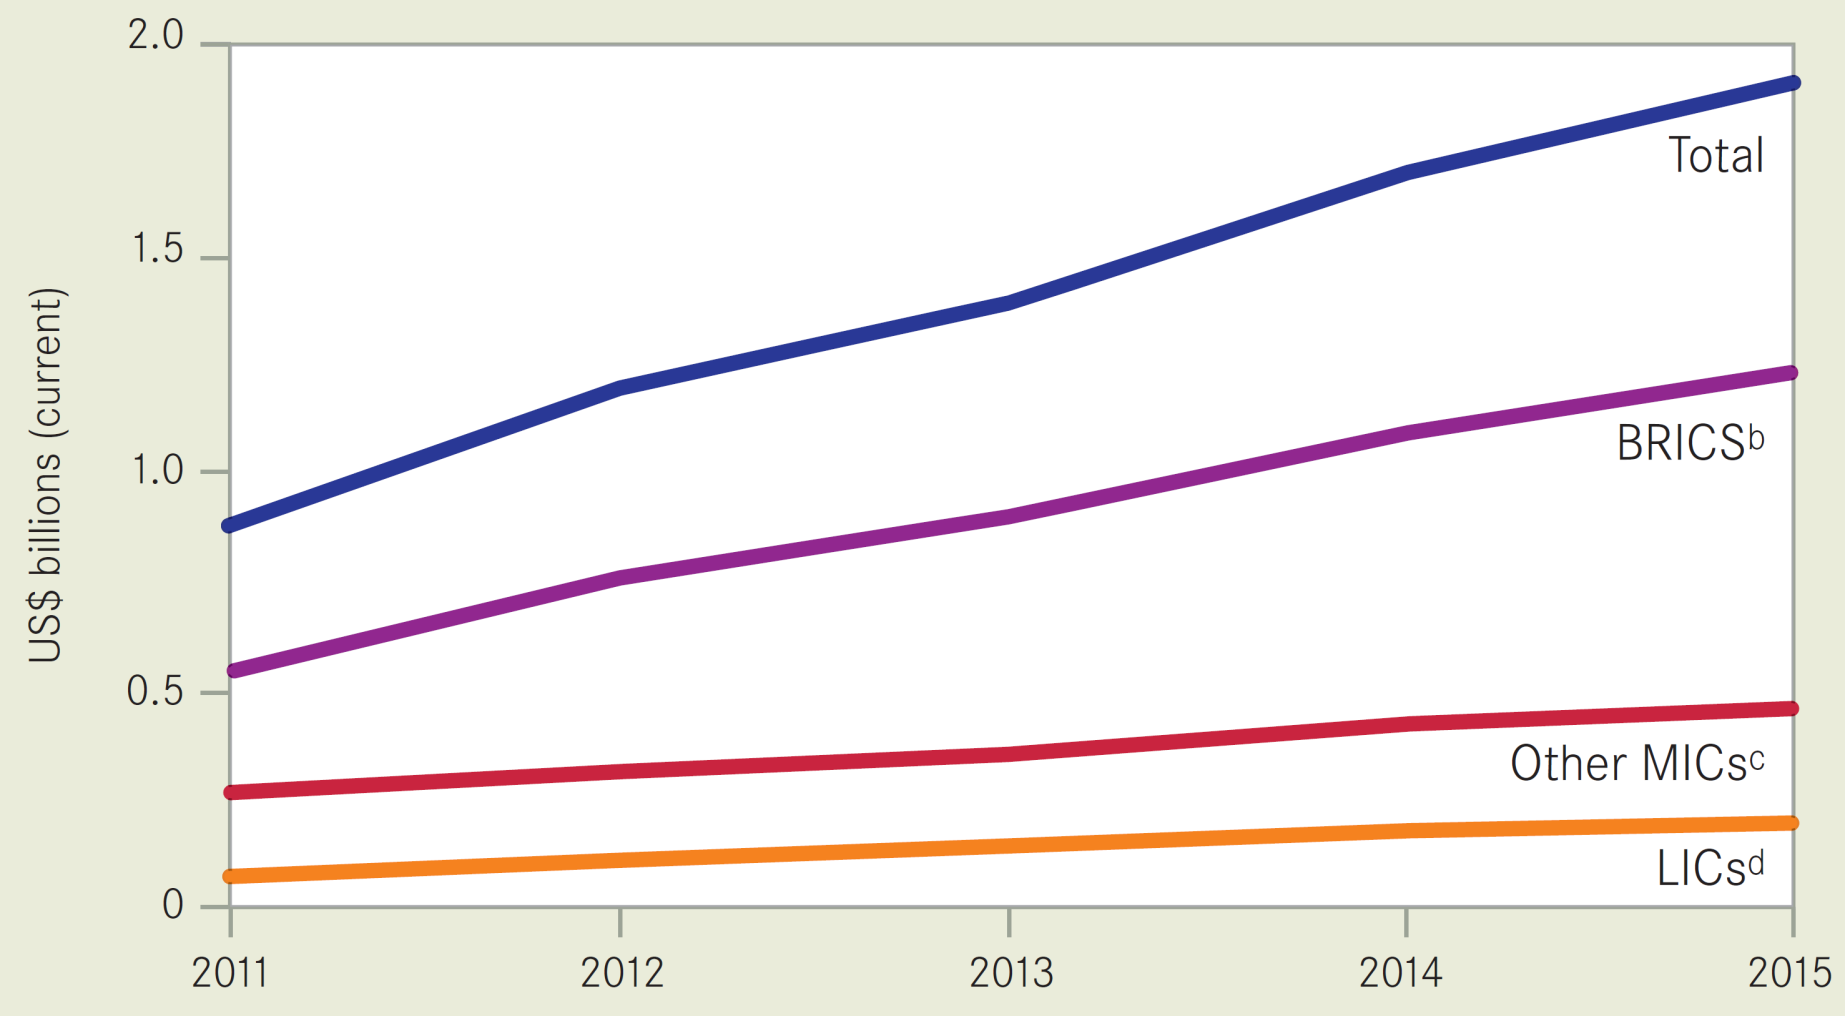 US$ billions (current)
2.0
1.5
1.0
0.5
0
Total
BRICSᵇ
Other MICsᶜ
LICsᵈ
2011 2012 2013 2014 2015